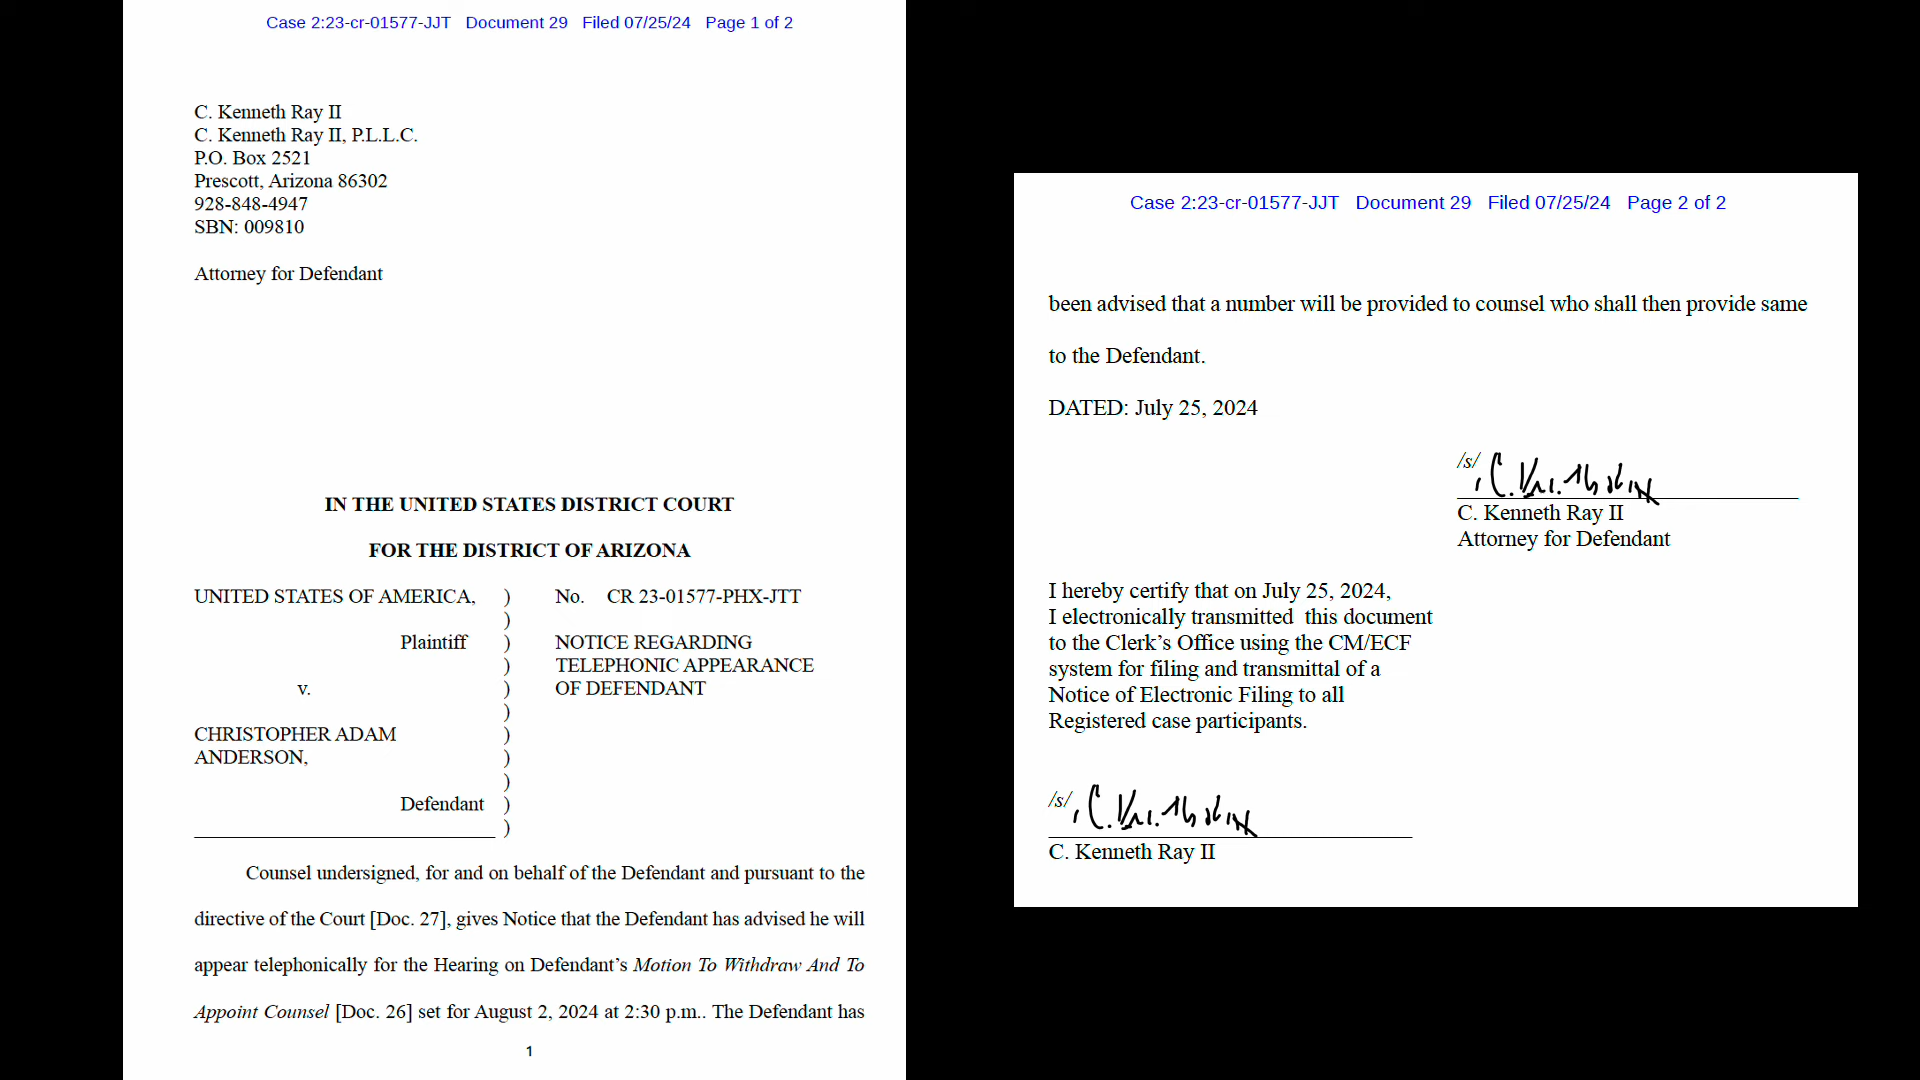 Case 2:23-cr-01577-JJT Document 29 Filed 07/25/24 Page 1 of 2
C. Kenneth Ray II
C. Kenneth Ray II, P.L.L.C.
P.O. Box 2521
Prescott, Arizona 86302
928-848-4947
SBN: 009810
Attorney for Defendant
IN THE UNITED STATES DISTRICT COURT
FOR THE DISTRICT OF ARIZONA
UNITED STATES OF AMERICA,
Plaintiff
v.
CHRISTOPHER ADAM
ANDERSON,
Defendant
)
)
)
)
)
)
)
)
)
)
)
No. CR 23-01577-PHX-JTT
NOTICE REGARDING
TELEPHONIC APPEARANCE
OF DEFENDANT
Counsel undersigned, for and on behalf of the Defendant and pursuant to the
directive of the Court [Doc. 27], gives Notice that the Defendant has advised he will
appear telephonically for the Hearing on Defendant’s Motion To Withdraw And To
Appoint Counsel [Doc. 26] set for August 2, 2024 at 2:30 p.m.. The Defendant has
1
Case 2:23-cr-01577-JJT Document 29 Filed 07/25/24 Page 2 of 2
been advised that a number will be provided to counsel who shall then provide same
to the Defendant.
DATED: July 25, 2024
/s/
C. Kenneth Ray II
Attorney for Defendant
I hereby certify that on July 25, 2024,
I electronically transmitted this document
to the Clerk’s Office using the CM/ECF
system for filing and transmittal of a
Notice of Electronic Filing to all
Registered case participants.
/s/
C. Kenneth Ray II